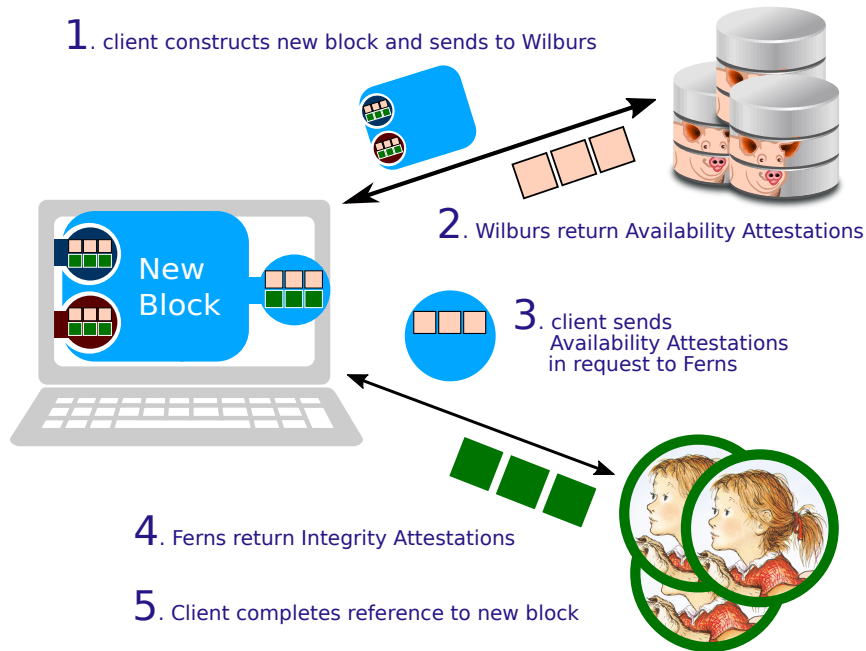 1. client constructs new block and sends to Wilburs
2. Wilburs return Availability Attestations
New
Block
3. client sends
Availability Attestations
in request to Ferns
4. Ferns return Integrity Attestations
5. Client completes reference to new block